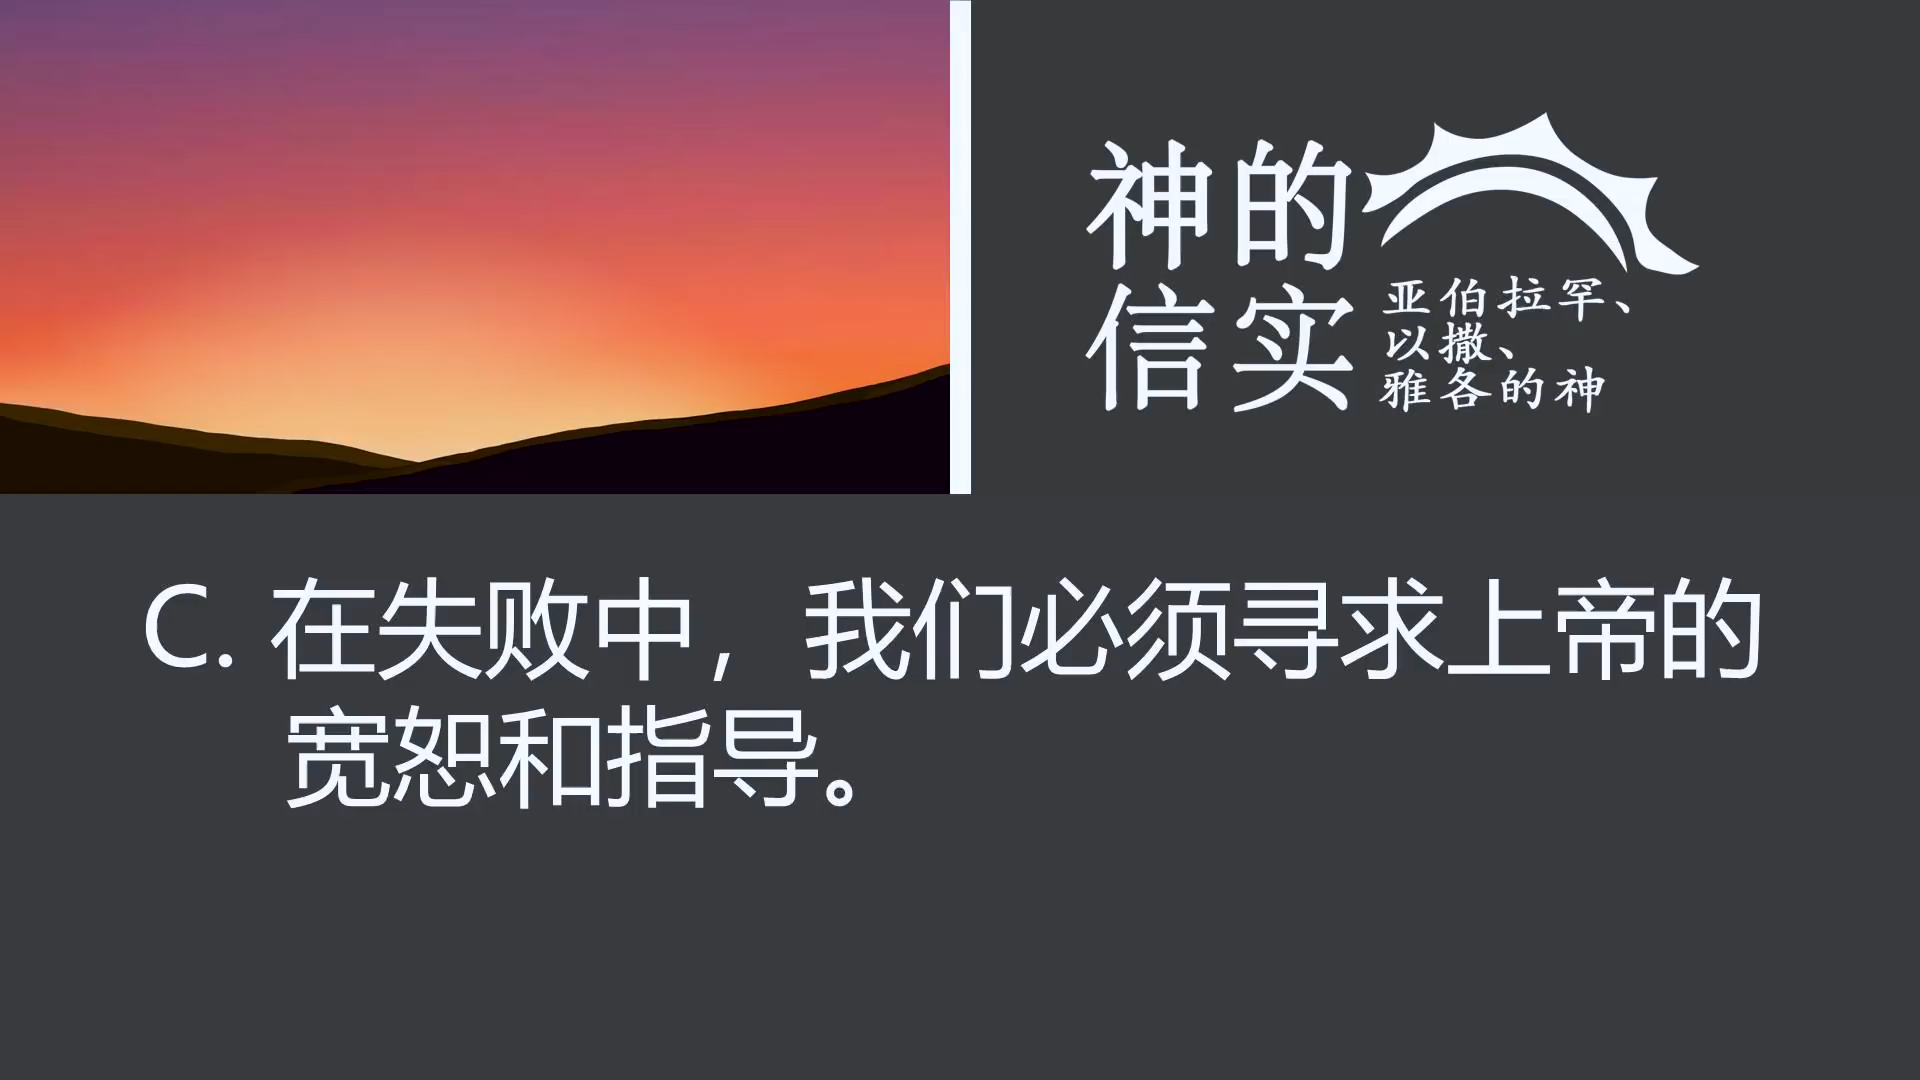 神的
信实
亚伯拉罕、
以撒、
雅各的神
C. 在失败中，我们必须寻求上帝的
宽恕和指导。